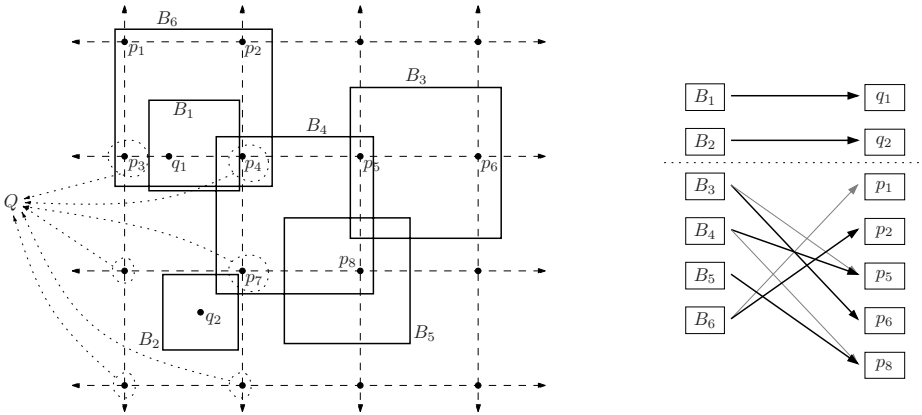 B₆
p₁
p₂
B₃
B₁
B₄
p₃
q₁
p₄
p₅
p₆
Q
p₈
p₇
q₂
B₂
B₅
B₁ q₁
B₂ q₂
B₃ p₁
B₄ p₂
B₅ p₅
B₆ p₆
p₈